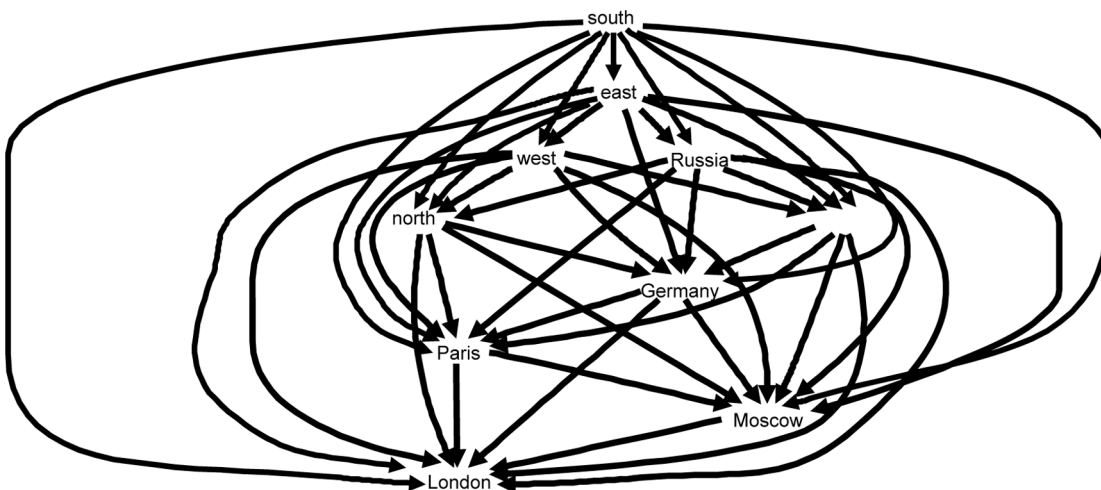 south
east
west
Russia
north
Germany
Paris
Moscow
London